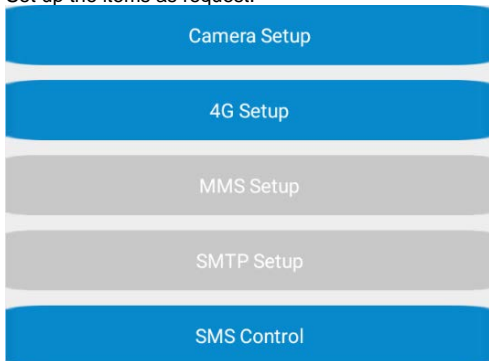 Set up the items as request.
Camera Setup
4G Setup
MMS Setup
SMTP Setup
SMS Control